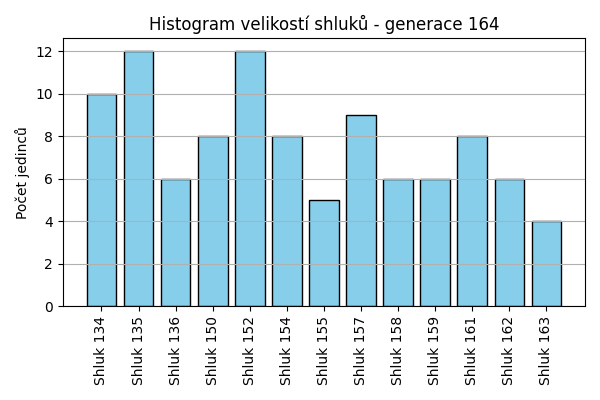 Histogram velikostí shluků - generace 164
Počet jedinců
12
10
8
6
4
2
0
Shluk 134
Shluk 135
Shluk 136
Shluk 150
Shluk 152
Shluk 154
Shluk 155
Shluk 157
Shluk 158
Shluk 159
Shluk 161
Shluk 162
Shluk 163